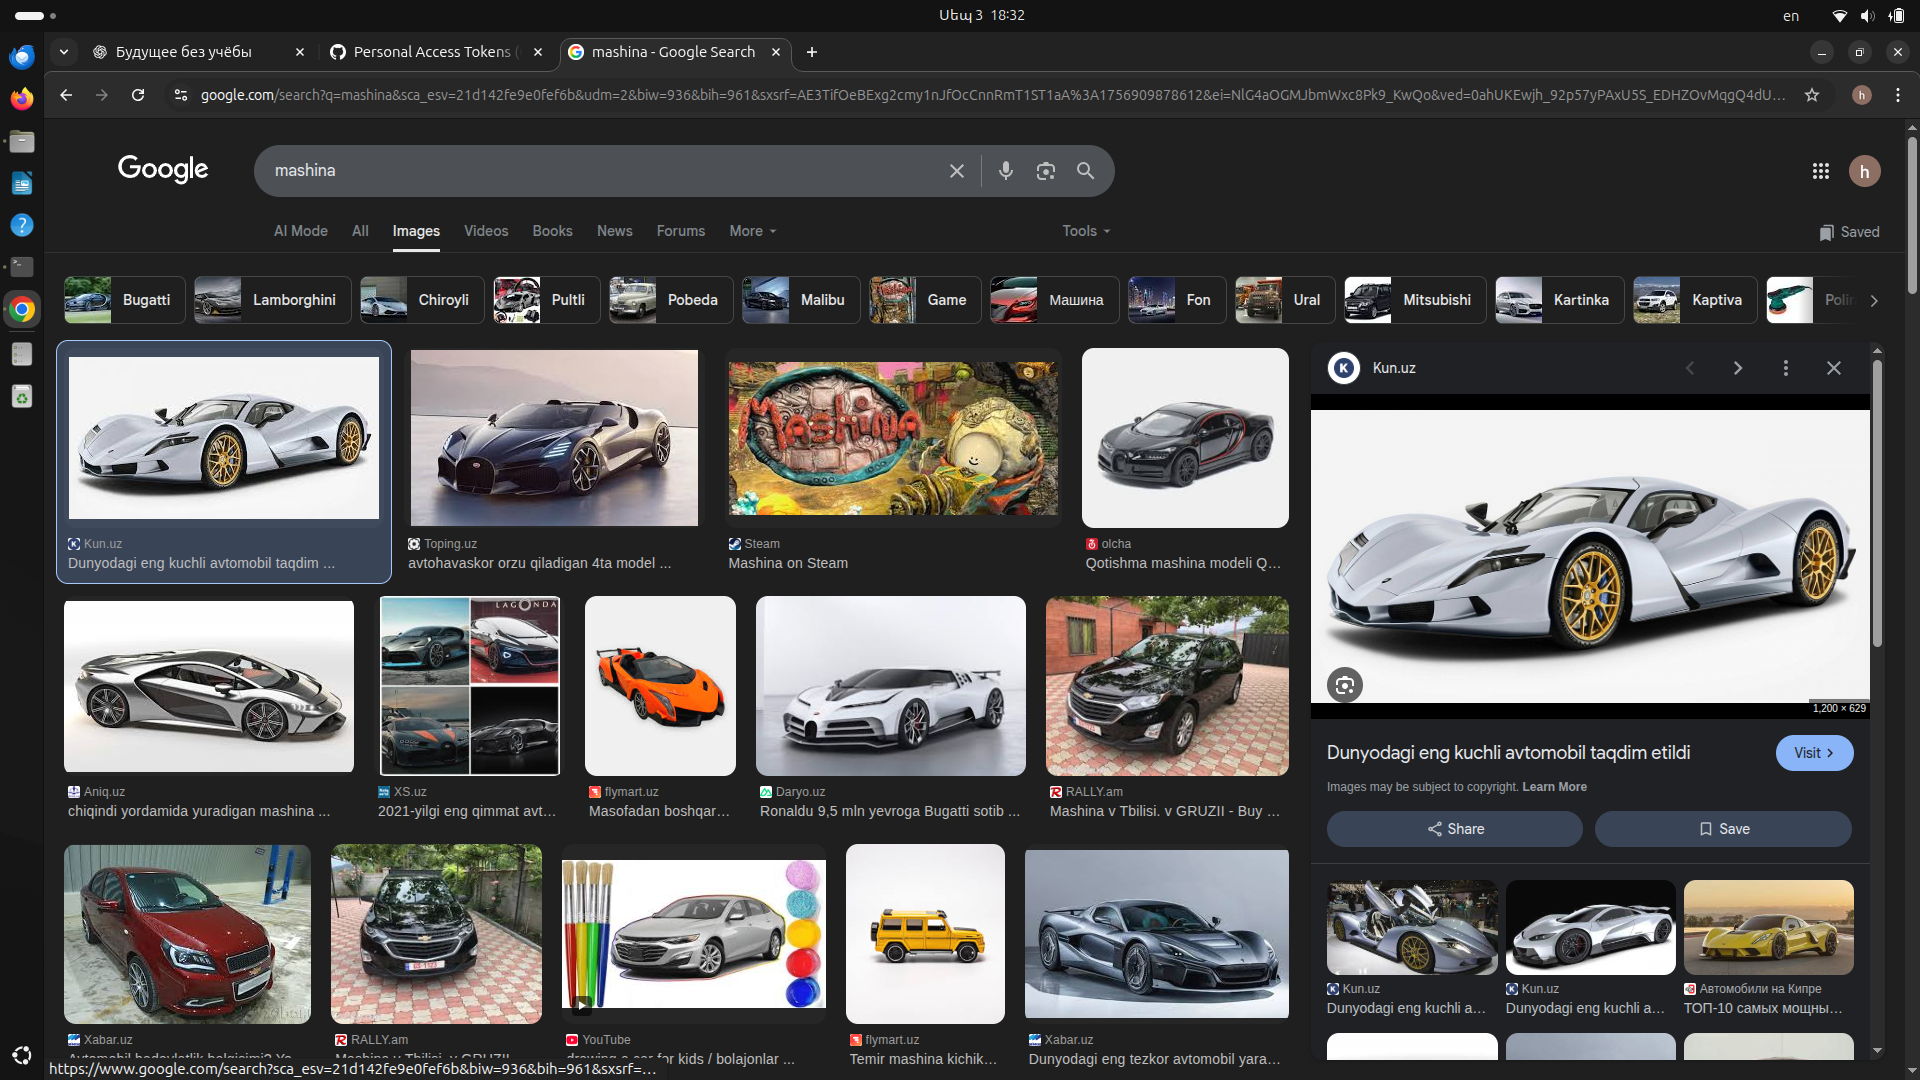 Սեպ 3 18:32
en
Будущее без учёбы
Personal Access Tokens (
mashina - Google Search
google.com/search?q=mashina&sca_esv=21d142fe9e0fef6b&udm=2&biw=936&bih=961&sxsrf=AE3TifOeBExg2cmy1nJfOcCnnRmT1ST1aA%3A1756909878612&ei=NlG4aOGMJbmWxc8Pk9_KwQo&ved=0ahUKEwjh_92p57yPAxU5S_EDHZOvMqgQ4dU...
h
Google
mashina
h
AI Mode
All
Images
Videos
Books
News
Forums
More
Tools
Saved
Bugatti
Lamborghini
Chiroyli
Pultli
Pobeda
Malibu
Game
Машина
Fon
Ural
Mitsubishi
Kartinka
Kaptiva
Kun.uz
Dunyodagi eng kuchli avtomobil taqdim ...
Toping.uz
avtohavaskor orzu qiladigan 4ta model ...
MASHINA
Steam
Mashina on Steam
olcha
Qotishma mashina modeli Q...
Aniq.uz
chiqindi yordamida yuradigan mashina ...
LAGONDA
XS.uz
2021-yilgi eng qimmat avt...
flymart.uz
Masofadan boshqar...
Daryo.uz
Ronaldu 9,5 mln yevroga Bugatti sotib ...
RALLY.am
Mashina v Tbilisi. v GRUZII - Buy ...
Xabar.uz
RALLY.am
Mashina v Tbilisi. v GRUZII
YouTube
drawing a car for kids / bolajonlar ...
flymart.uz
Temir mashina kichik...
Xabar.uz
Dunyodagi eng tezkor avtomobil yara...
https://www.google.com/search?sca_esv=21d142fe9e0fef6b&biw=936&bih=961&sxsrf=...
K
Kun.uz
1,200 × 629
Dunyodagi eng kuchli avtomobil taqdim etildi
Visit
Images may be subject to copyright. Learn More
Share
Save
Kun.uz
Dunyodagi eng kuchli a...
Kun.uz
Dunyodagi eng kuchli a...
Автомобили на Кипре
ТОП-10 самых мощны...